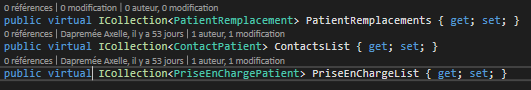 0 références | 0 modification | 0 auteur, 0 modification
public virtual ICollection<PatientRemplacement> PatientRemplacements { get; set; }
0 références | Dapremée Axelle, il y a 53 jours | 1 auteur, 1 modification
public virtual ICollection<ContactPatient> ContactsList { get; set; }
0 références | Dapremée Axelle, il y a 53 jours | 1 auteur, 1 modification
public virtual ICollection<PriseEnChargePatient> PriseEnChargeList { get; set; }